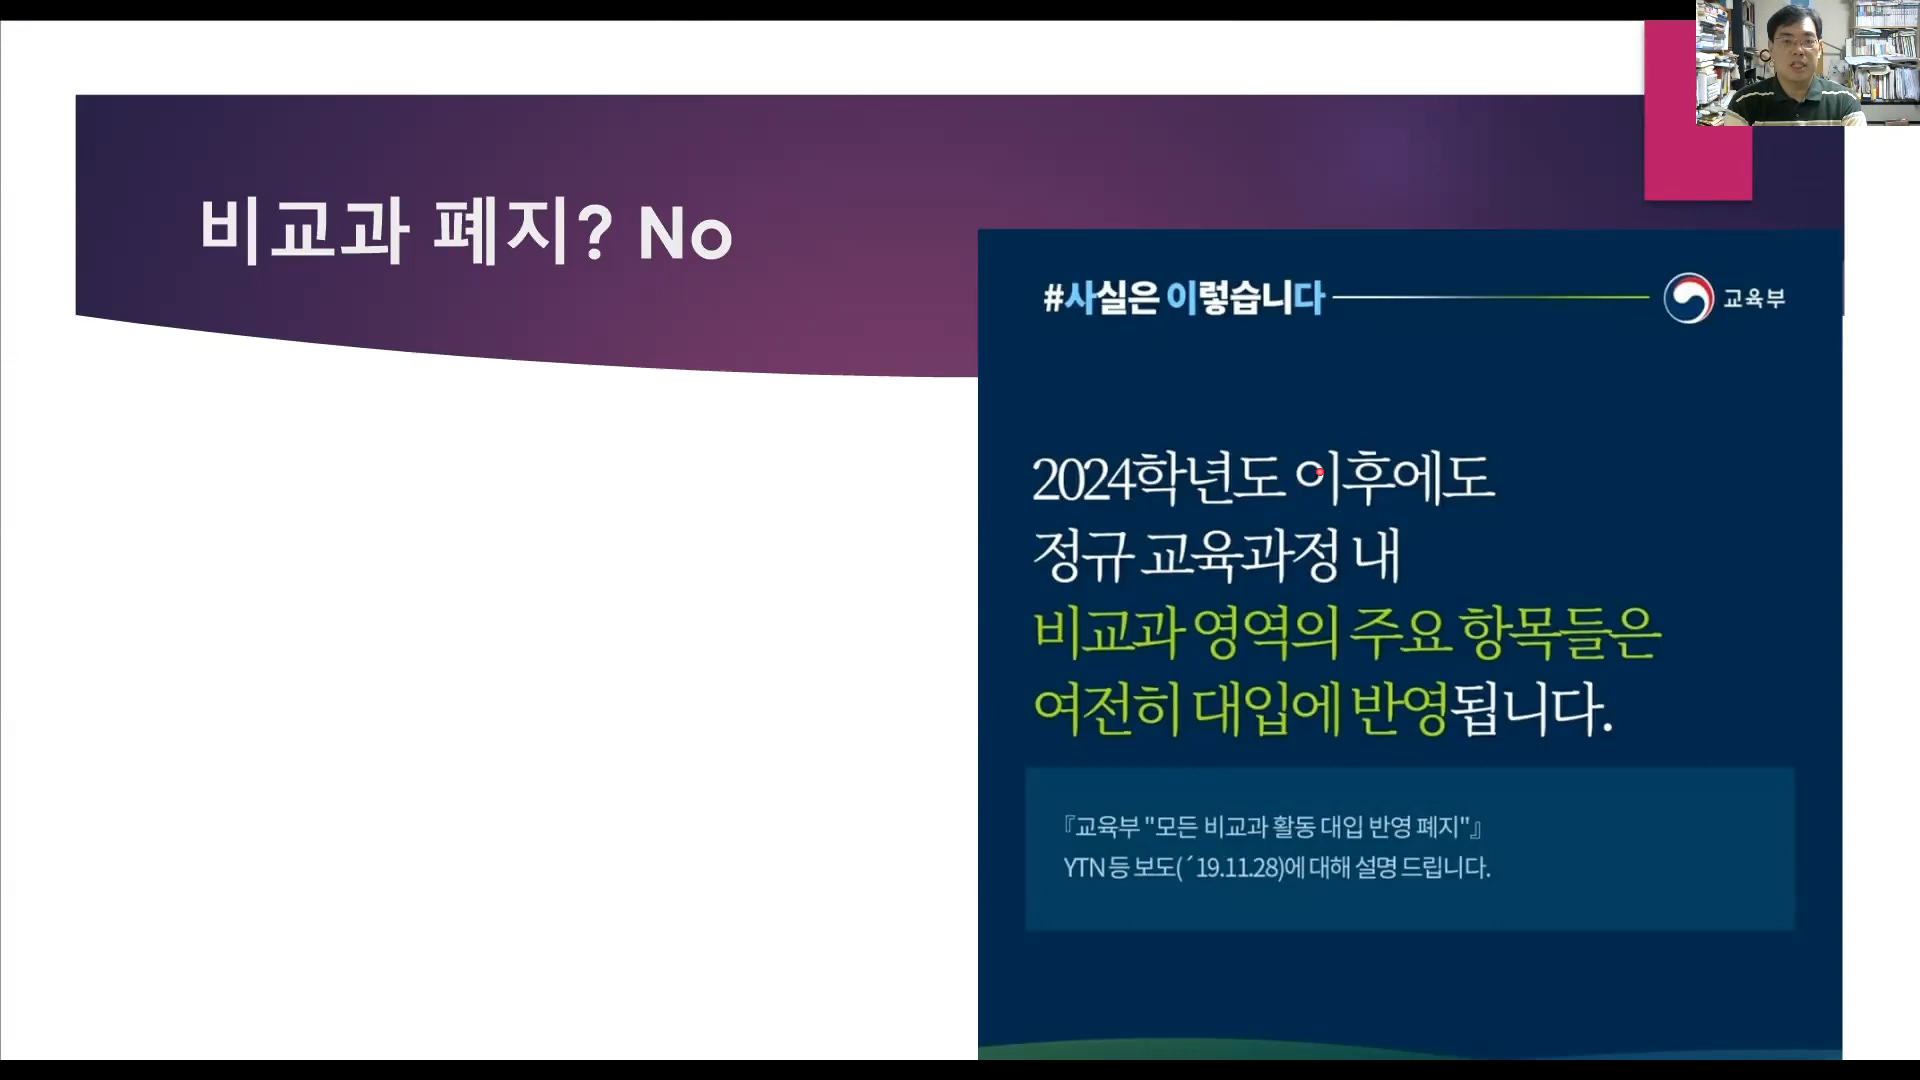 비교과 폐지? No
#사실은 이렇습니다
교육부
2024학년도 이후에도
정규 교육과정 내
비교과 영역의 주요 항목들은
여전히 대입에 반영됩니다.
『교육부 "모든 비교과 활동 대입 반영 폐지"』
YTN 등 보도(´19.11.28)에 대해 설명 드립니다.